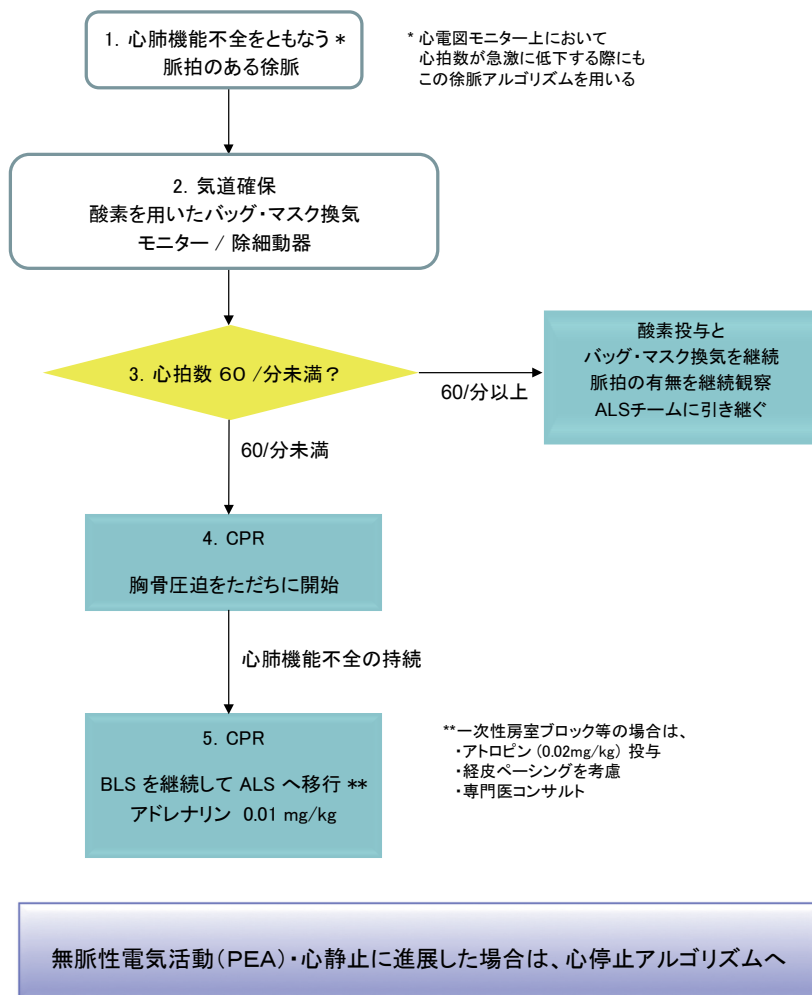 1. 心肺機能不全をともなう *
脈拍のある徐脈
* 心電図モニター上において
心拍数が急激に低下する際にも
この徐脈アルゴリズムを用いる
2. 気道確保
酸素を用いたバッグ・マスク換気
モニター / 除細動器
3. 心拍数 60 /分未満？
60/分以上
酸素投与と
バッグ・マスク換気を継続
脈拍の有無を継続観察
ALSチームに引き継ぐ
60/分未満
4. CPR
胸骨圧迫をただちに開始
心肺機能不全の持続
5. CPR
BLS を継続して ALS へ移行 **
アドレナリン 0.01 mg/kg
**一次性房室ブロック等の場合は、
・アトロピン (0.02mg/kg) 投与
・経皮ペーシングを考慮
・専門医コンサルト
無脈性電気活動（PEA）・心静止に進展した場合は、心停止アルゴリズムへ